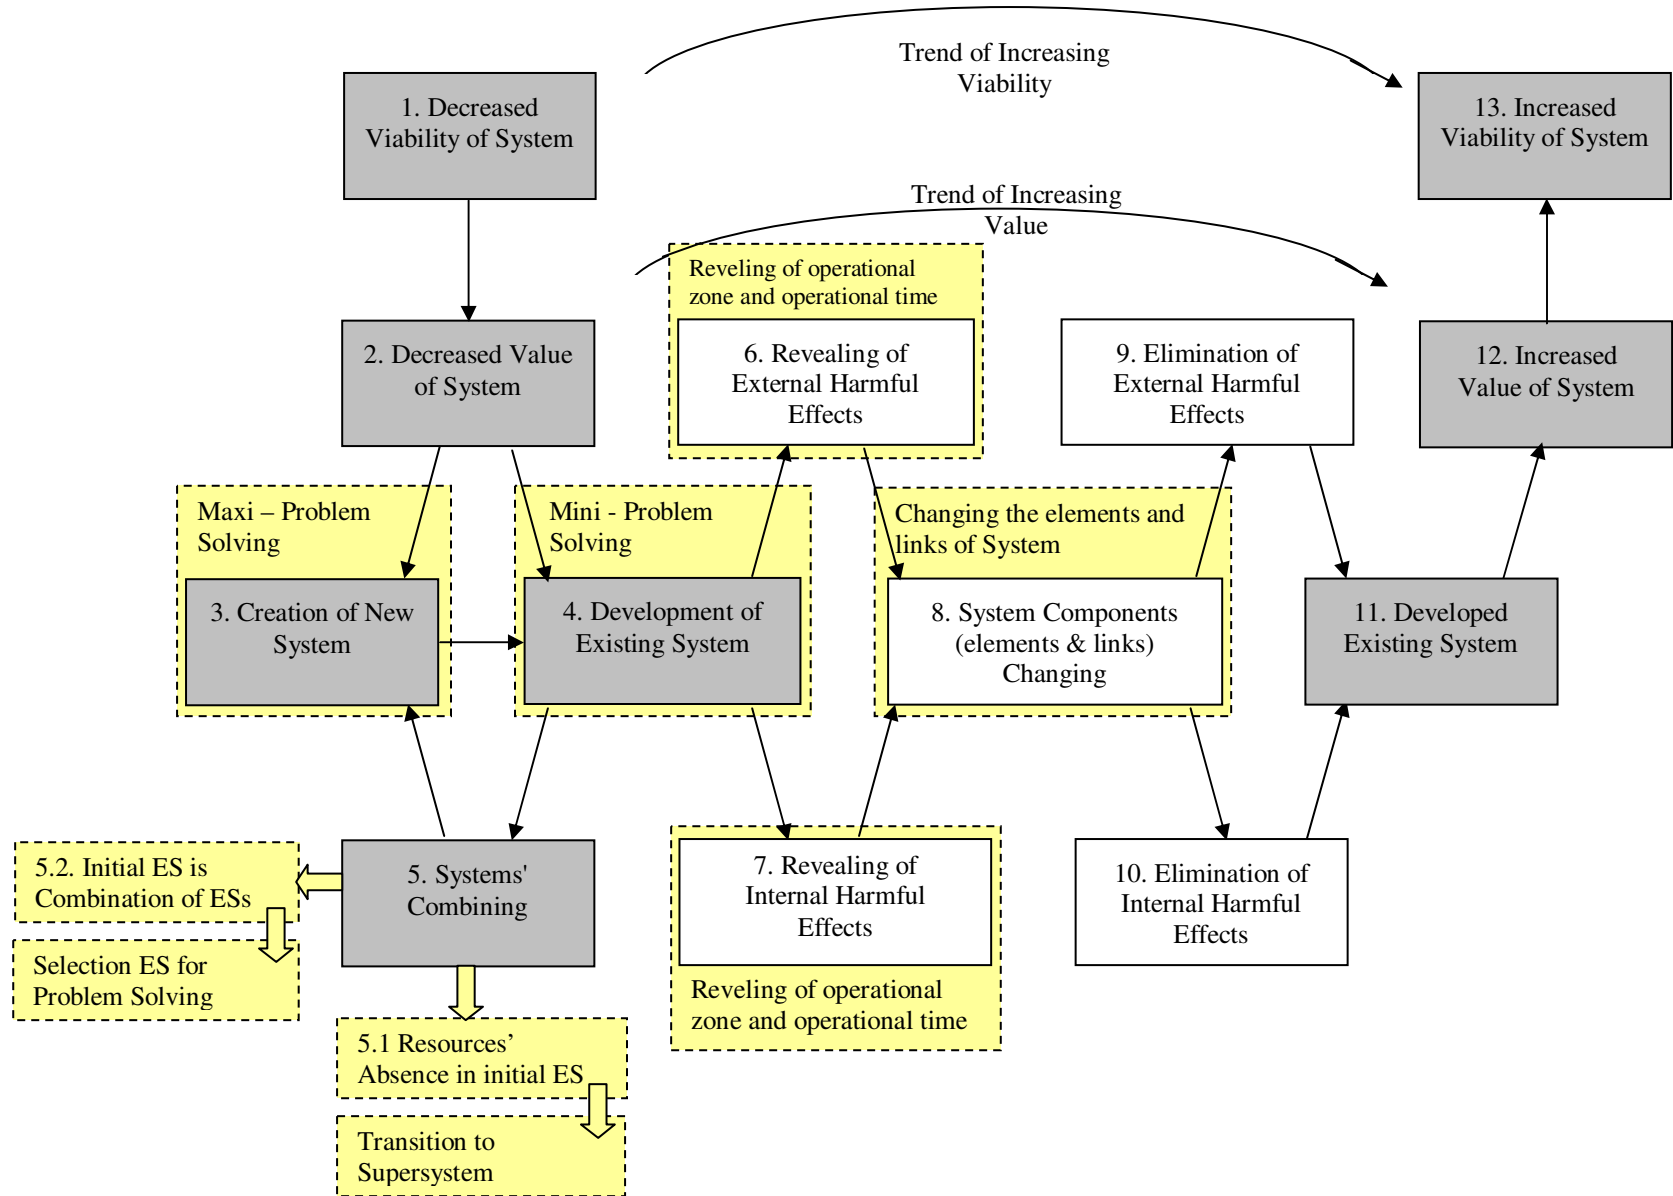 Trend of Increasing
Viability
1. Decreased
Viability of System
13. Increased
Viability of System
Trend of Increasing
Value
Reveling of operational
zone and operational time
2. Decreased Value
of System
6. Revealing of
External Harmful
Effects
9. Elimination of
External Harmful
Effects
12. Increased
Value of System
Maxi – Problem
Solving
Mini - Problem
Solving
Changing the elements and
links of System
3. Creation of New
System
4. Development of
Existing System
8. System Components
(elements & links)
Changing
11. Developed
Existing System
5.2. Initial ES is
Combination of ESs
5. Systems'
Combining
7. Revealing of
Internal Harmful
Effects
10. Elimination of
Internal Harmful
Effects
Selection ES for
Problem Solving
Reveling of operational
zone and operational time
5.1 Resources’
Absence in initial ES
Transition to
Supersystem